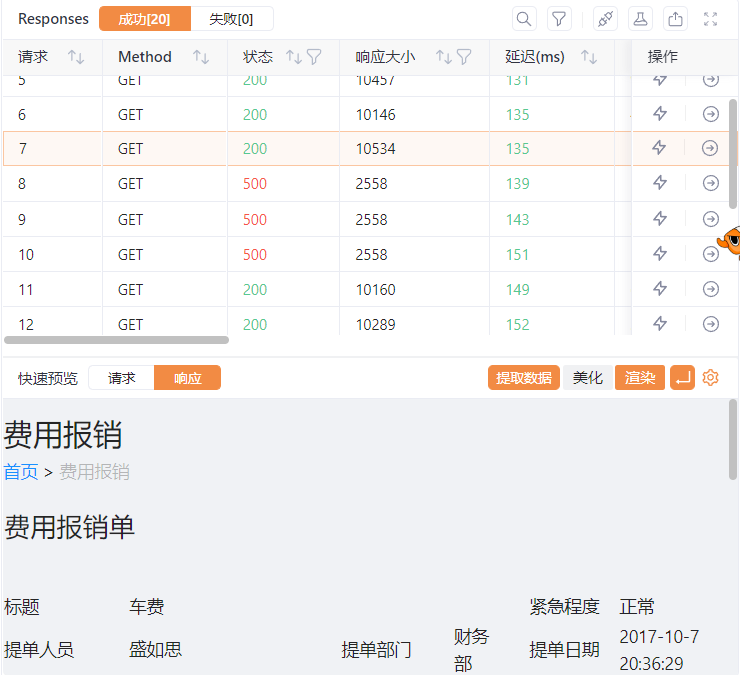 Responses 成功[20] 失败[0]
请求 Method 状态 响应大小 延迟(ms) 操作
5 GET 200 10457 131
6 GET 200 10146 135
7 GET 200 10534 135
8 GET 500 2558 139
9 GET 500 2558 143
10 GET 500 2558 151
11 GET 200 10160 149
12 GET 200 10289 152
快速预览 请求 响应 提取数据 美化 渲染
费用报销
首页 > 费用报销
费用报销单
标题 车费 紧急程度 正常
提单人员 盛如思 提单部门 财务部 提单日期 2017-10-7 20:36:29